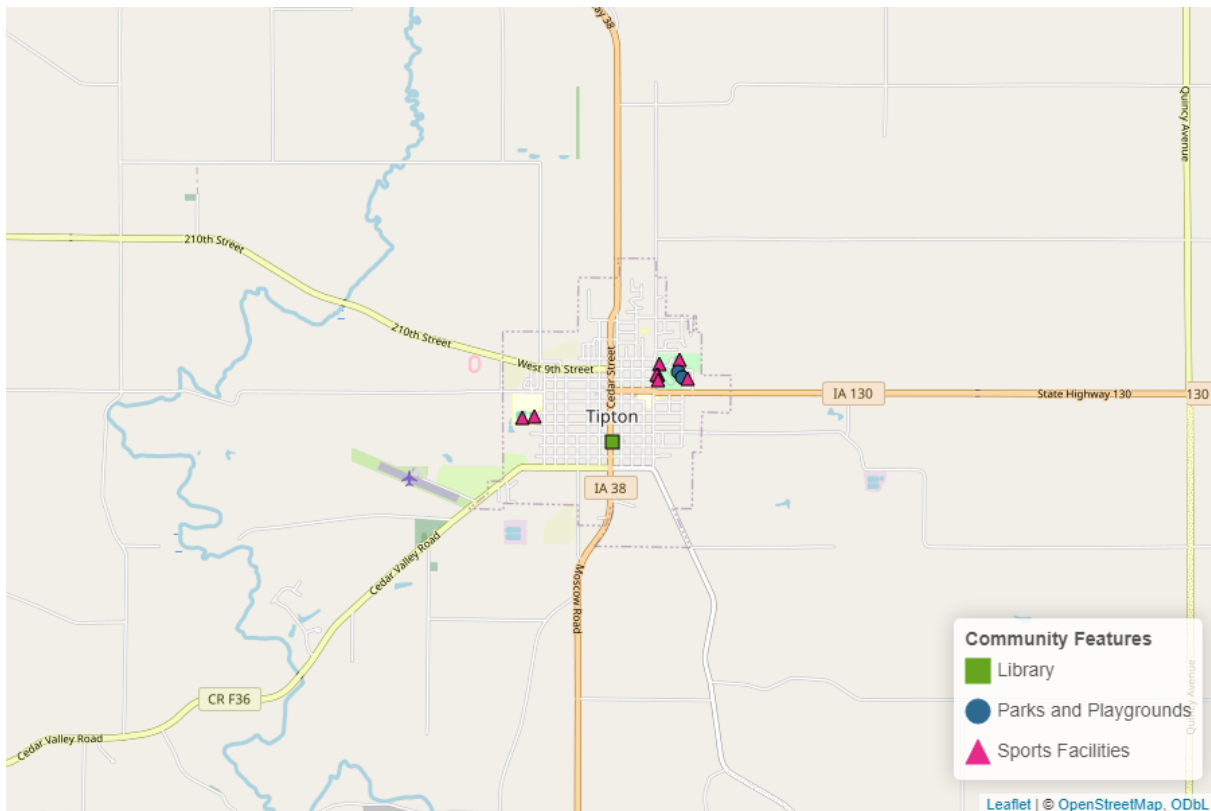 ay 38
Quincy Avenue
210th Street
210th Street
West 9th Street
Cedar Street
IA 130
State Highway 130
130
Tipton
IA 38
Cedar Valley Road
Moscow Road
CR F36
Cedar Valley Road
Quincy Avenue
Community Features
Library
Parks and Playgrounds
Sports Facilities
Leaflet | © OpenStreetMap, ODbL